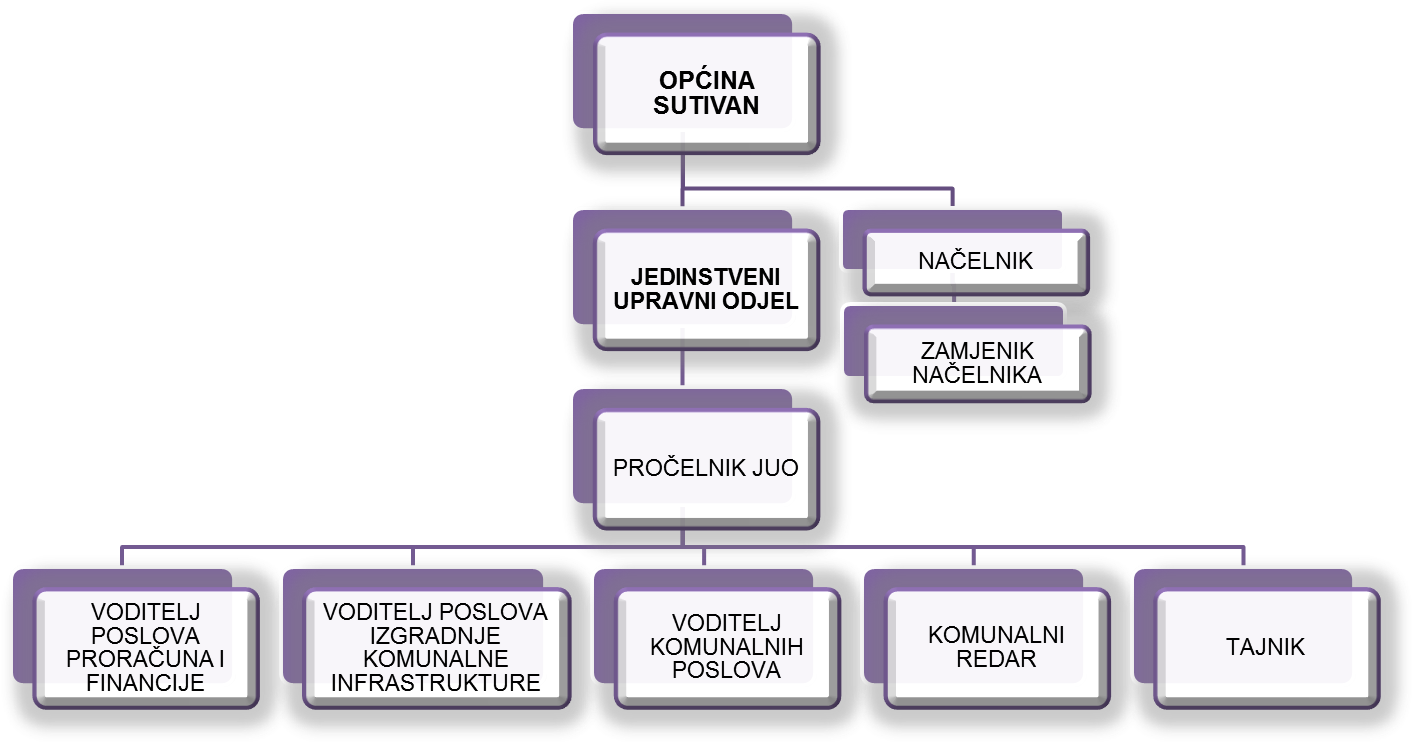 OPĆINA
SUTIVAN
JEDINSTVENI
UPRAVNI ODJEL
NAČELNIK
ZAMJENIK
NAČELNIKA
PROČELNIK JUO
VODITELJ
POSLOVA
PRORAČUNA I
FINANCIJE
VODITELJ POSLOVA
IZGRADNJE
KOMUNALNE
INFRASTRUKTURE
VODITELJ
KOMUNALNIH
POSLOVA
KOMUNALNI
REDAR
TAJNIK